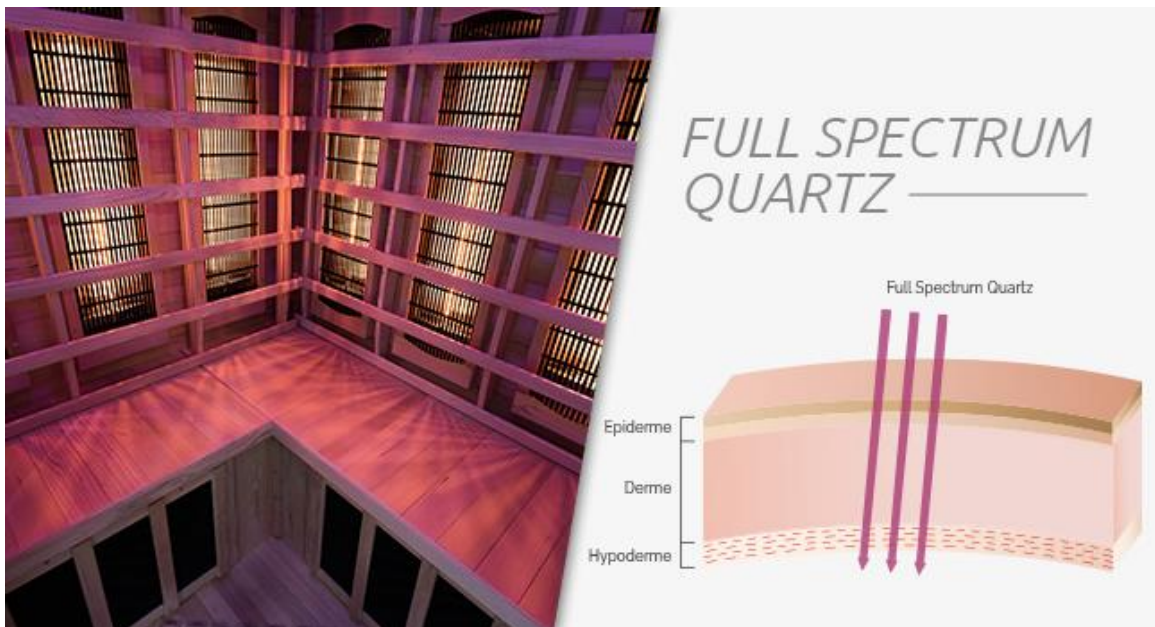 FULL SPECTRUM
QUARTZ
Full Spectrum Quartz
Epiderme
Derme
Hypoderme